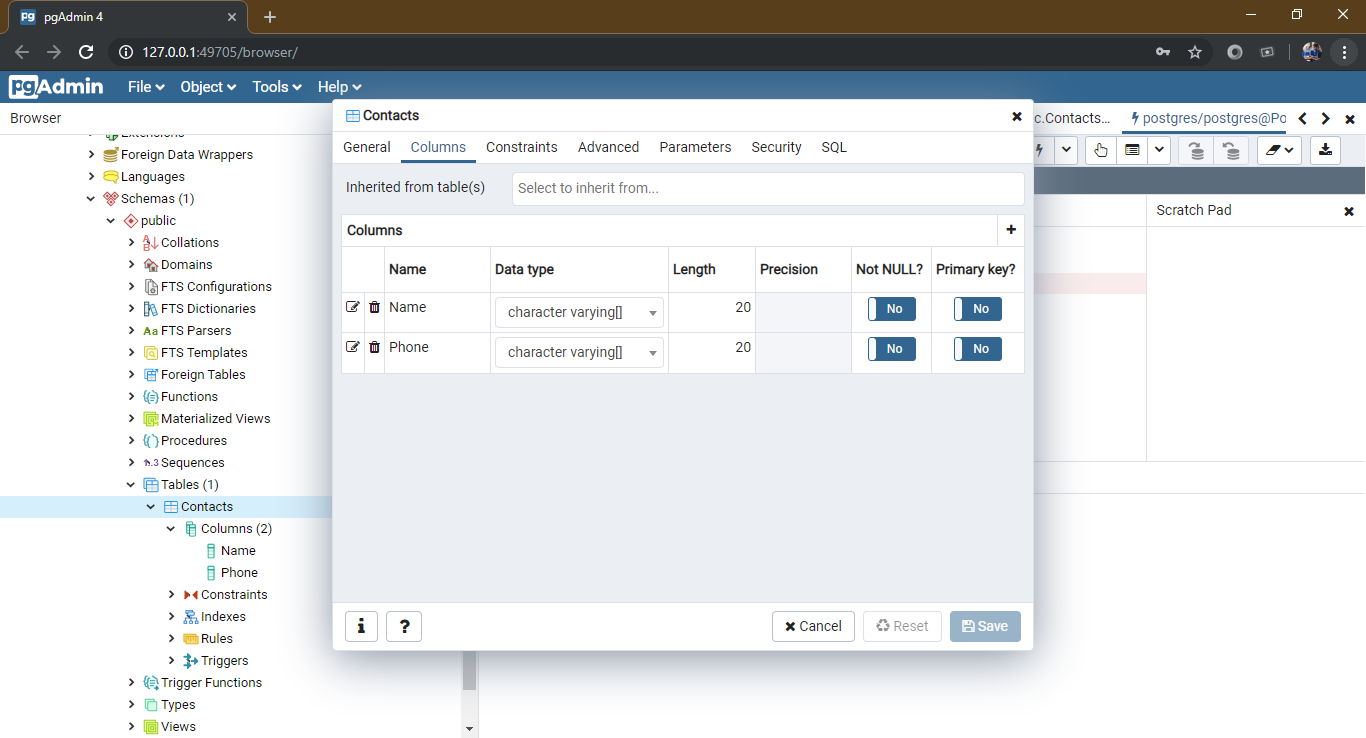 pgAdmin 4
127.0.0.1:49705/browser/
pgAdmin File Object Tools Help
Browser
Extensions
Foreign Data Wrappers
Languages
Schemas (1)
public
Collations
Domains
FTS Configurations
FTS Dictionaries
FTS Parsers
FTS Templates
Foreign Tables
Functions
Materialized Views
Procedures
Sequences
Tables (1)
Contacts
Columns (2)
Name
Phone
Constraints
Indexes
Rules
Triggers
Trigger Functions
Types
Views
Contacts
General Columns Constraints Advanced Parameters Security SQL
Inherited from table(s) Select to inherit from...
Columns
Name Data type Length Precision Not NULL? Primary key?
Name character varying[] 20 No No
Phone character varying[] 20 No No
Cancel Reset Save
c.Contacts... postgres/postgres@Po
Scratch Pad